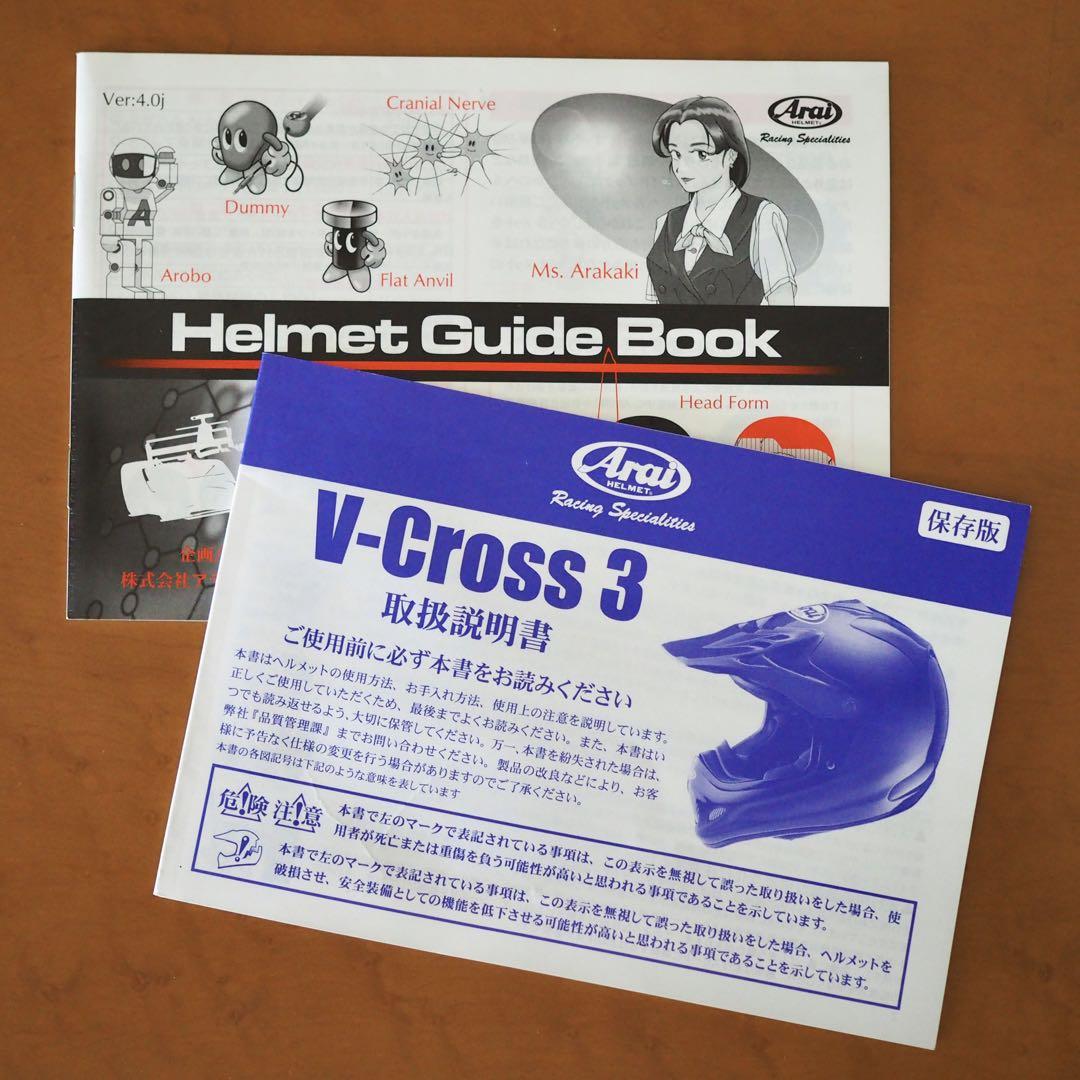 Ver:4.0j
Cranial Nerve
Arai
HELMET
Racing Specialities
Dummy
A
Arobo
Flat Anvil
Ms. Arakaki
Helmet Guide Book
Head Form
企画
株式会社ア
Arai
HELMET
Racing Specialities
保存版
V-Cross 3
取扱説明書
ご使用前に必ず本書をお読みください
本書はヘルメットの使用方法、お手入れ方法、使用上の注意を説明しています。
正しくご使用していただくため、最後までよくお読みください。また、本書はい
つでも読み返せるよう、大切に保管してください。万一、本書を紛失された場合は、
弊社『品質管理課』までお問い合わせください。製品の改良などにより、お客
様に予告なく仕様の変更を行う場合がありますのでご了承ください。
本書の各図記号は下記のような意味を表しています
危険 注意
本書で左のマークで表記されている事項は、この表示を無視して誤った取り扱いをした場合、使
用者が死亡または重傷を負う可能性が高いと思われる事項であることを示しています。
本書で左のマークで表記されている事項は、この表示を無視して誤った取り扱いをした場合、ヘルメットを
破損させ、安全装備としての機能を低下させる可能性が高いと思われる事項であることを示しています。